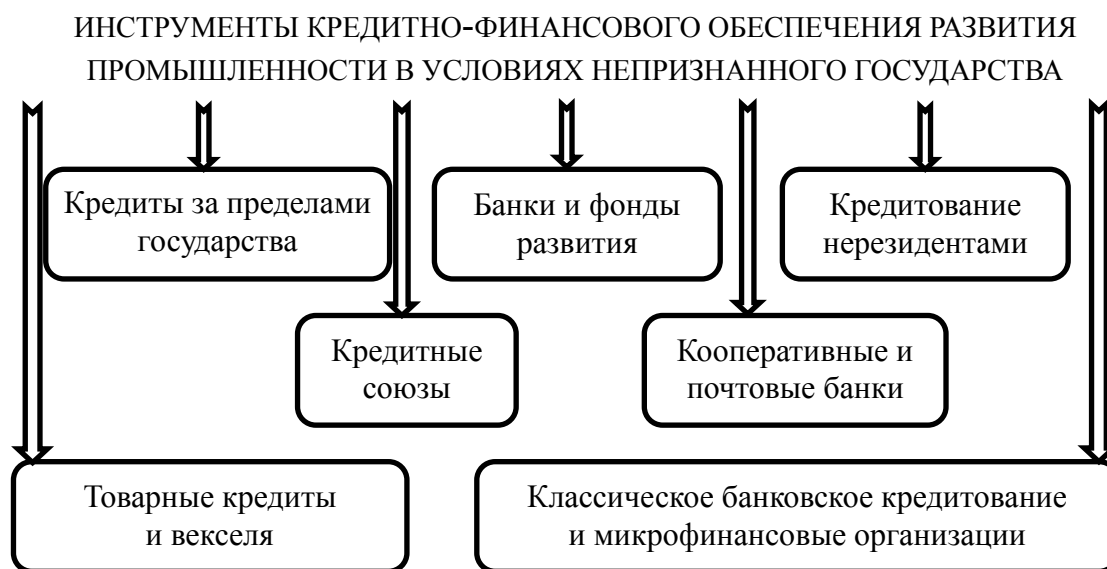 ИНСТРУМЕНТЫ КРЕДИТНО-ФИНАНСОВОГО ОБЕСПЕЧЕНИЯ РАЗВИТИЯ
ПРОМЫШЛЕННОСТИ В УСЛОВИЯХ НЕПРИЗНАННОГО ГОСУДАРСТВА
Кредиты за пределами
государства
Банки и фонды
развития
Кредитование
нерезидентами
Кредитные
союзы
Кооперативные и
почтовые банки
Товарные кредиты
и векселя
Классическое банковское кредитование
и микрофинансовые организации